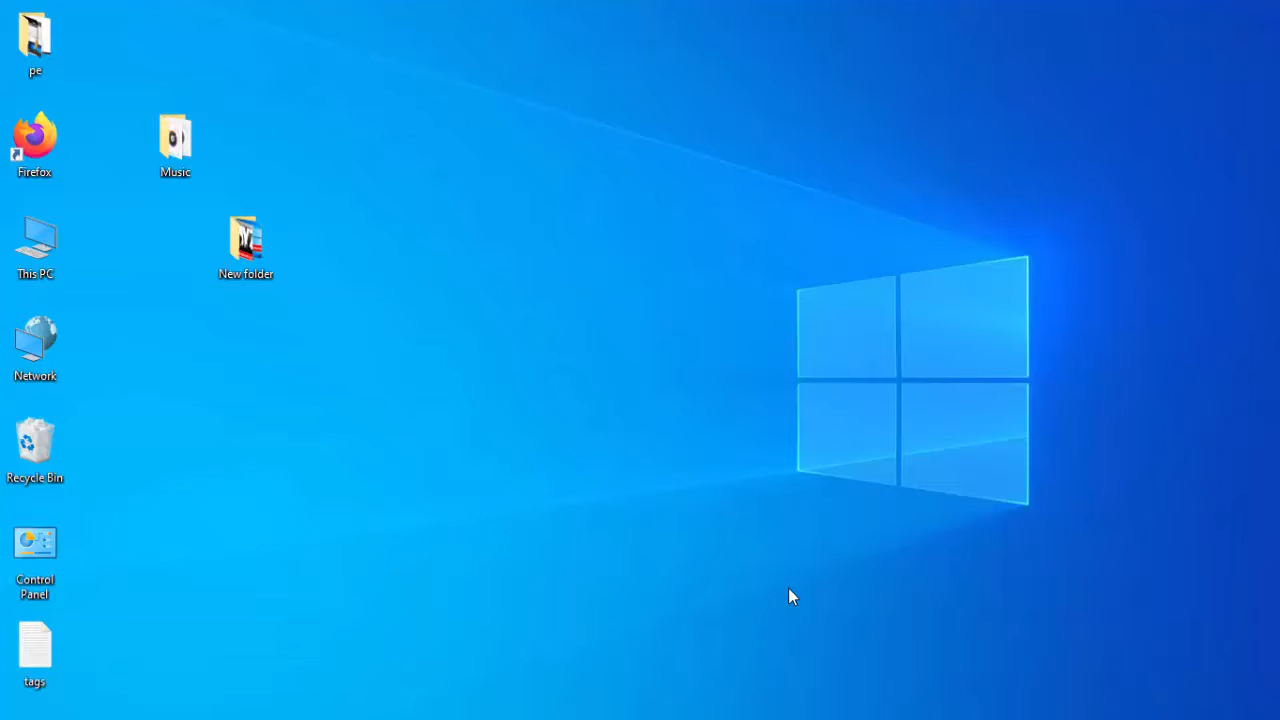 pe
Firefox
Music
This PC
New folder
Network
Recycle Bin
Control
Panel
tags